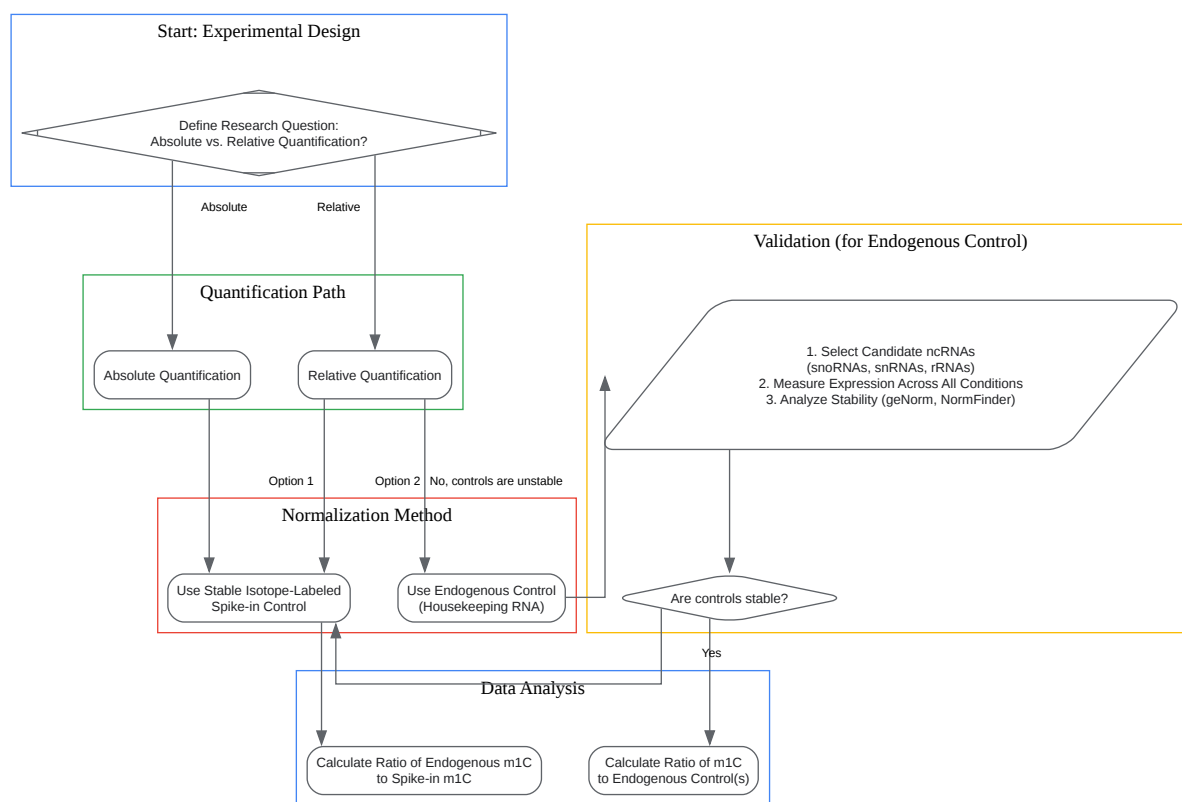 Start: Experimental Design
Define Research Question:
Absolute vs. Relative Quantification?
Absolute
Relative
Validation (for Endogenous Control)
Quantification Path
1. Select Candidate ncRNAs
(snoRNAs, snRNAs, rRNAs)
2. Measure Expression Across All Conditions
3. Analyze Stability (geNorm, NormFinder)
Absolute Quantification
Relative Quantification
Option 1
Option 2
No, controls are unstable
Normalization Method
Use Stable Isotope-Labeled
Spike-in Control
Use Endogenous Control
(Housekeeping RNA)
Are controls stable?
Yes
Data Analysis
Calculate Ratio of Endogenous m1C
to Spike-in m1C
Calculate Ratio of m1C
to Endogenous Control(s)